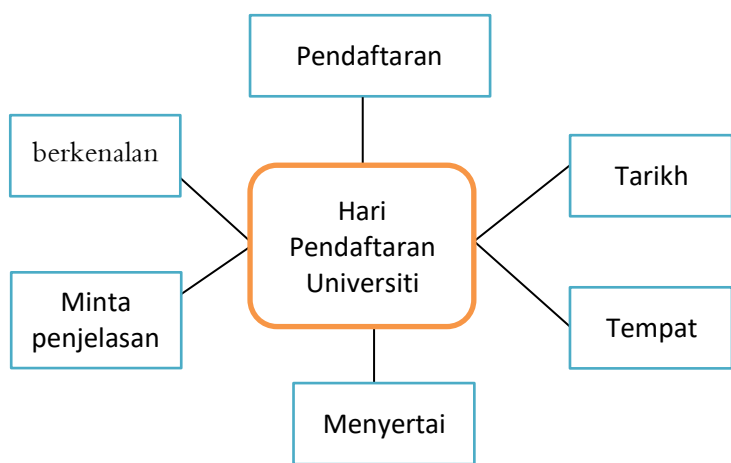 Pendaftaran
berkenalan
Tarikh
Hari
Pendaftaran
Universiti
Minta
penjelasan
Tempat
Menyertai